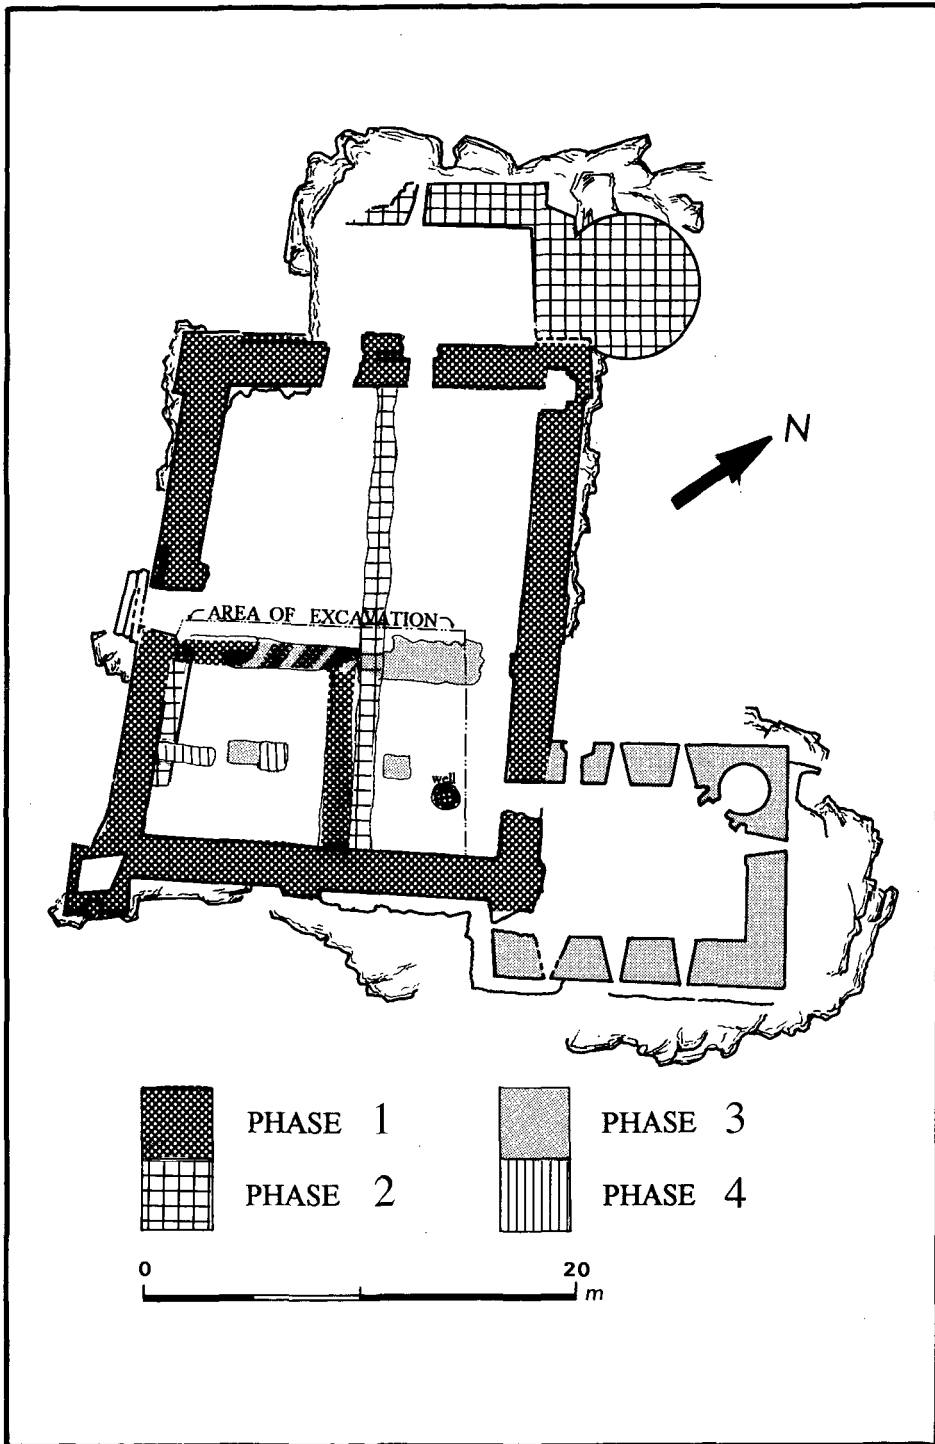 N
AREA OF EXCAVATION
well
PHASE 1
PHASE 3
PHASE 2
PHASE 4
0 20
m